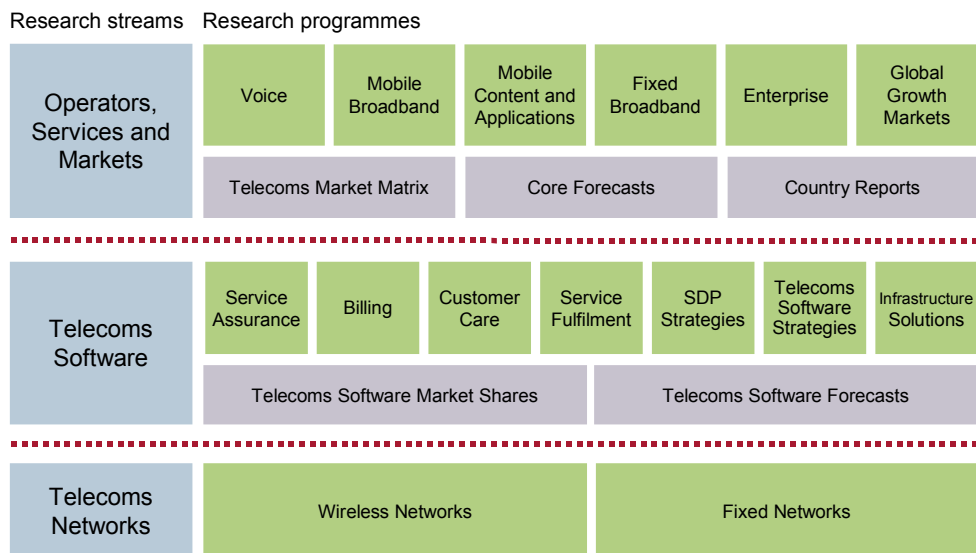 Research streams Research programmes
Operators,
Services and
Markets
Voice
Mobile
Broadband
Mobile
Content and
Applications
Fixed
Broadband
Enterprise
Global
Growth
Markets
Telecoms Market Matrix
Core Forecasts
Country Reports
Telecoms
Software
Service
Assurance
Billing
Customer
Care
Service
Fulfilment
SDP
Strategies
Telecoms
Software
Strategies
Infrastructure
Solutions
Telecoms Software Market Shares
Telecoms Software Forecasts
Telecoms
Networks
Wireless Networks
Fixed Networks